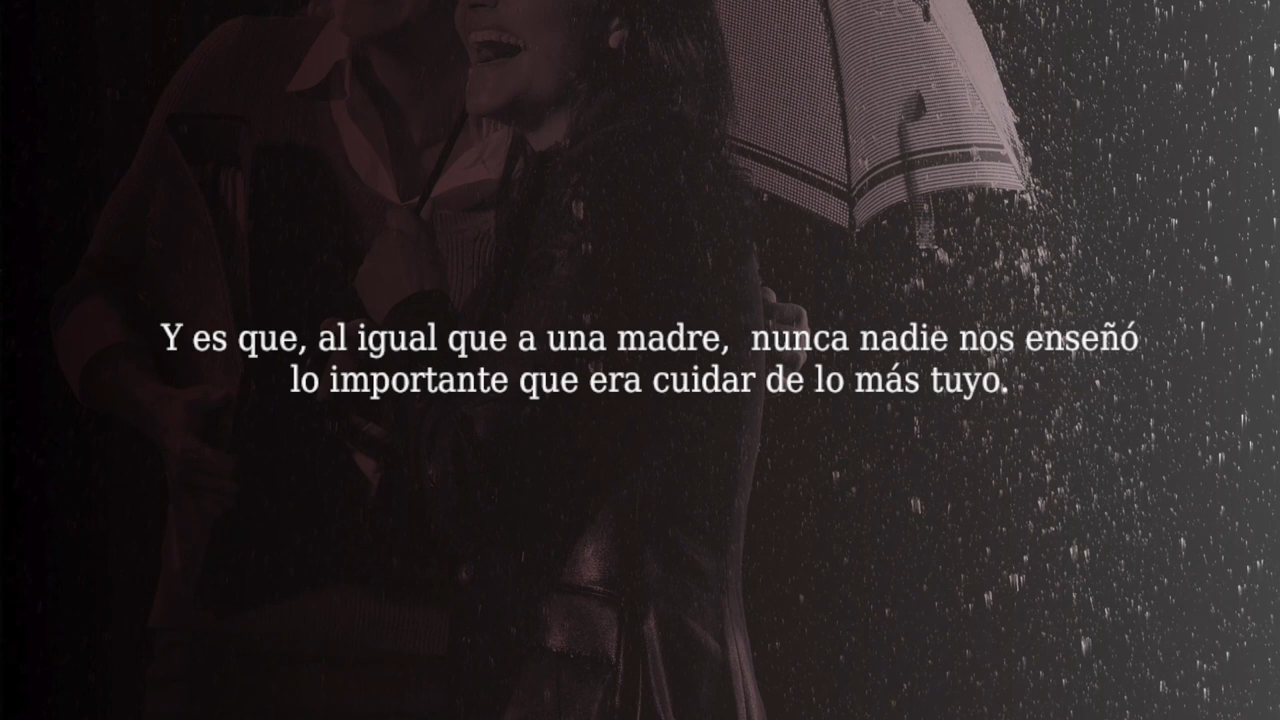 Y es que, al igual que a una madre,  nunca nadie nos enseñó
lo importante que era cuidar de lo más tuyo.